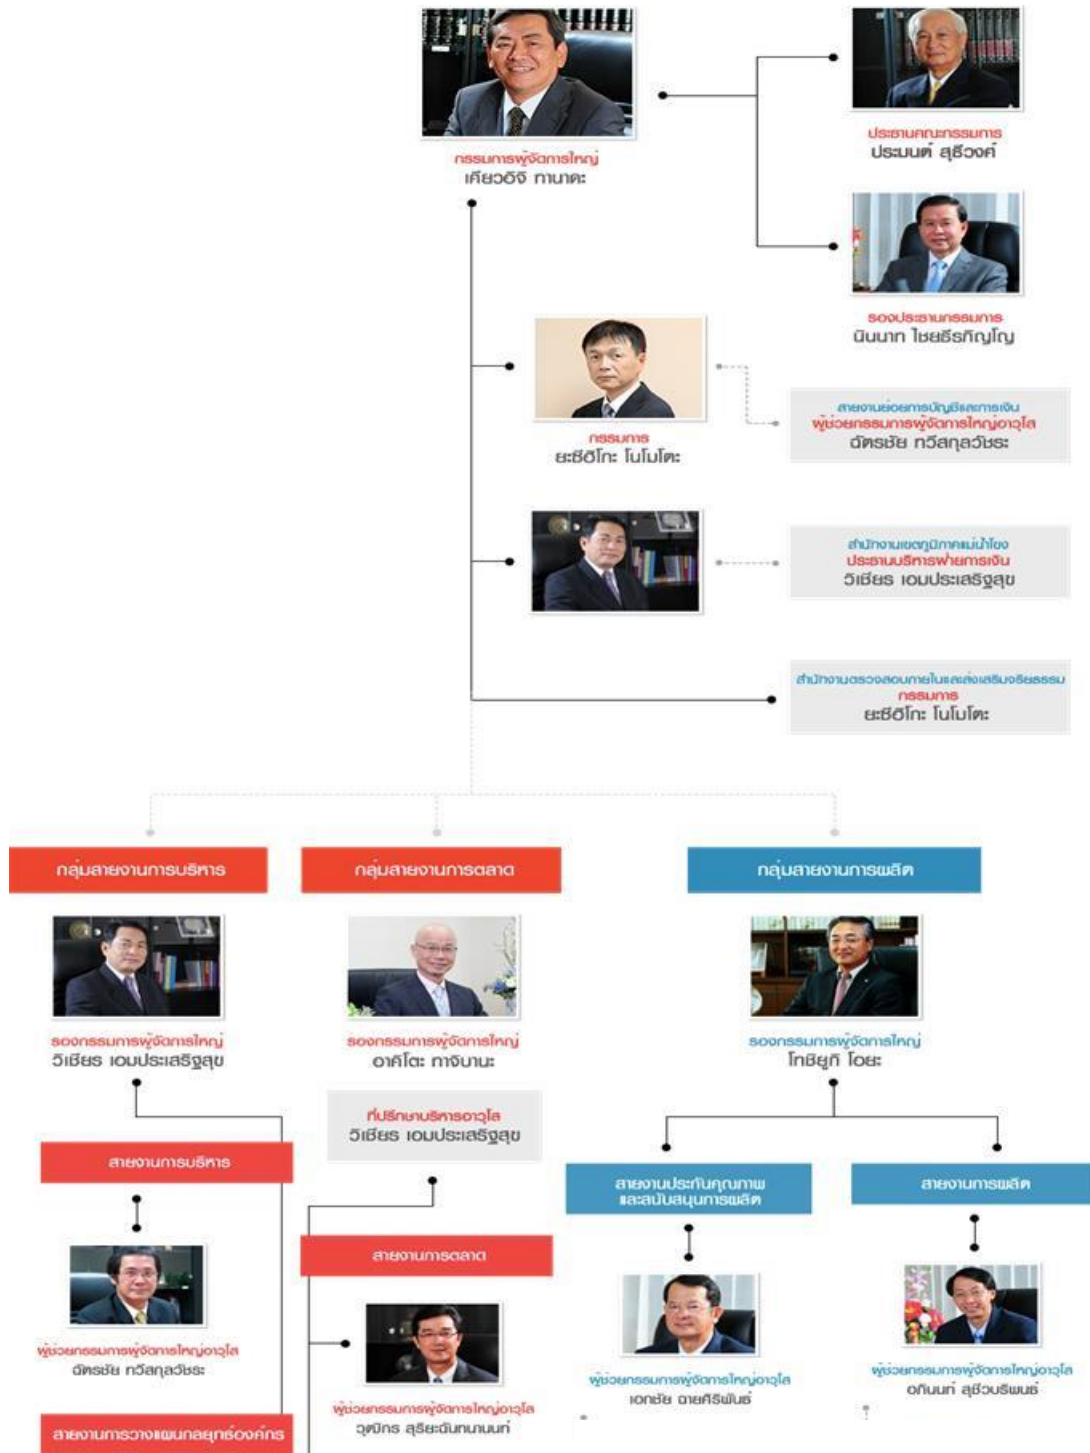 กรรมการผู้จัดการใหญ่
เคียวอิจิ ทานาดะ
ประธานคณะกรรมการ
ประมนต์ สุธีวงศ์
รองประธานกรรมการ
นินนาท ไชยธีรภิญโญ
กรรมการ
ยะซึฮิโกะ โนโมโตะ
สายงานย่อยการบัญชีและการเงิน
ผู้ช่วยกรรมการผู้จัดการใหญ่อาวุโส
ฉัตรชัย ทวีสกุลวัชระ
สำนักงานเขตภูมิภาคแม่น้ำโขง
ประธานบริหารฝ่ายการเงิน
วิเชียร เอมประเสริฐสุข
สำนักงานตรวจสอบภายในและส่งเสริมจริยธรรม
กรรมการ
ยะซึฮิโกะ โนโมโตะ
กลุ่มสายงานการบริหาร
กลุ่มสายงานการตลาด
กลุ่มสายงานการผลิต
รองกรรมการผู้จัดการใหญ่
วิเชียร เอมประเสริฐสุข
รองกรรมการผู้จัดการใหญ่
อาคิโตะ ทาจิบานะ
รองกรรมการผู้จัดการใหญ่
โทชิยูกิ โอยะ
ที่ปรึกษาบริหารอาวุโส
วิเชียร เอมประเสริฐสุข
สายงานการบริหาร
สายงานประกันคุณภาพ
และสนับสนุนการผลิต
สายงานการผลิต
สายงานการตลาด
ผู้ช่วยกรรมการผู้จัดการใหญ่อาวุโส
ฉัตรชัย ทวีสกุลวัชระ
ผู้ช่วยกรรมการผู้จัดการใหญ่อาวุโส
วุฒิกร สุริยะฉันทนานนท์
ผู้ช่วยกรรมการผู้จัดการใหญ่อาวุโส
เอกชัย ฉายศิริพันธ์
ผู้ช่วยกรรมการผู้จัดการใหญ่อาวุโส
อภินนท์ สุชีวบริพนธ์
สายงานการวางแผนกลยุทธ์องค์กร